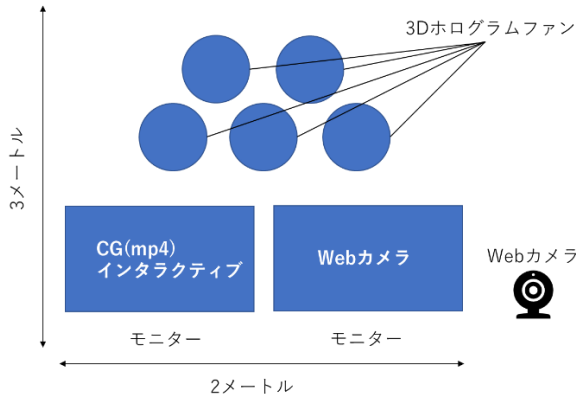 3Dホログラムファン
3メートル
CG(mp4)
インタラクティブ
Webカメラ
Webカメラ
モニター
モニター
2メートル